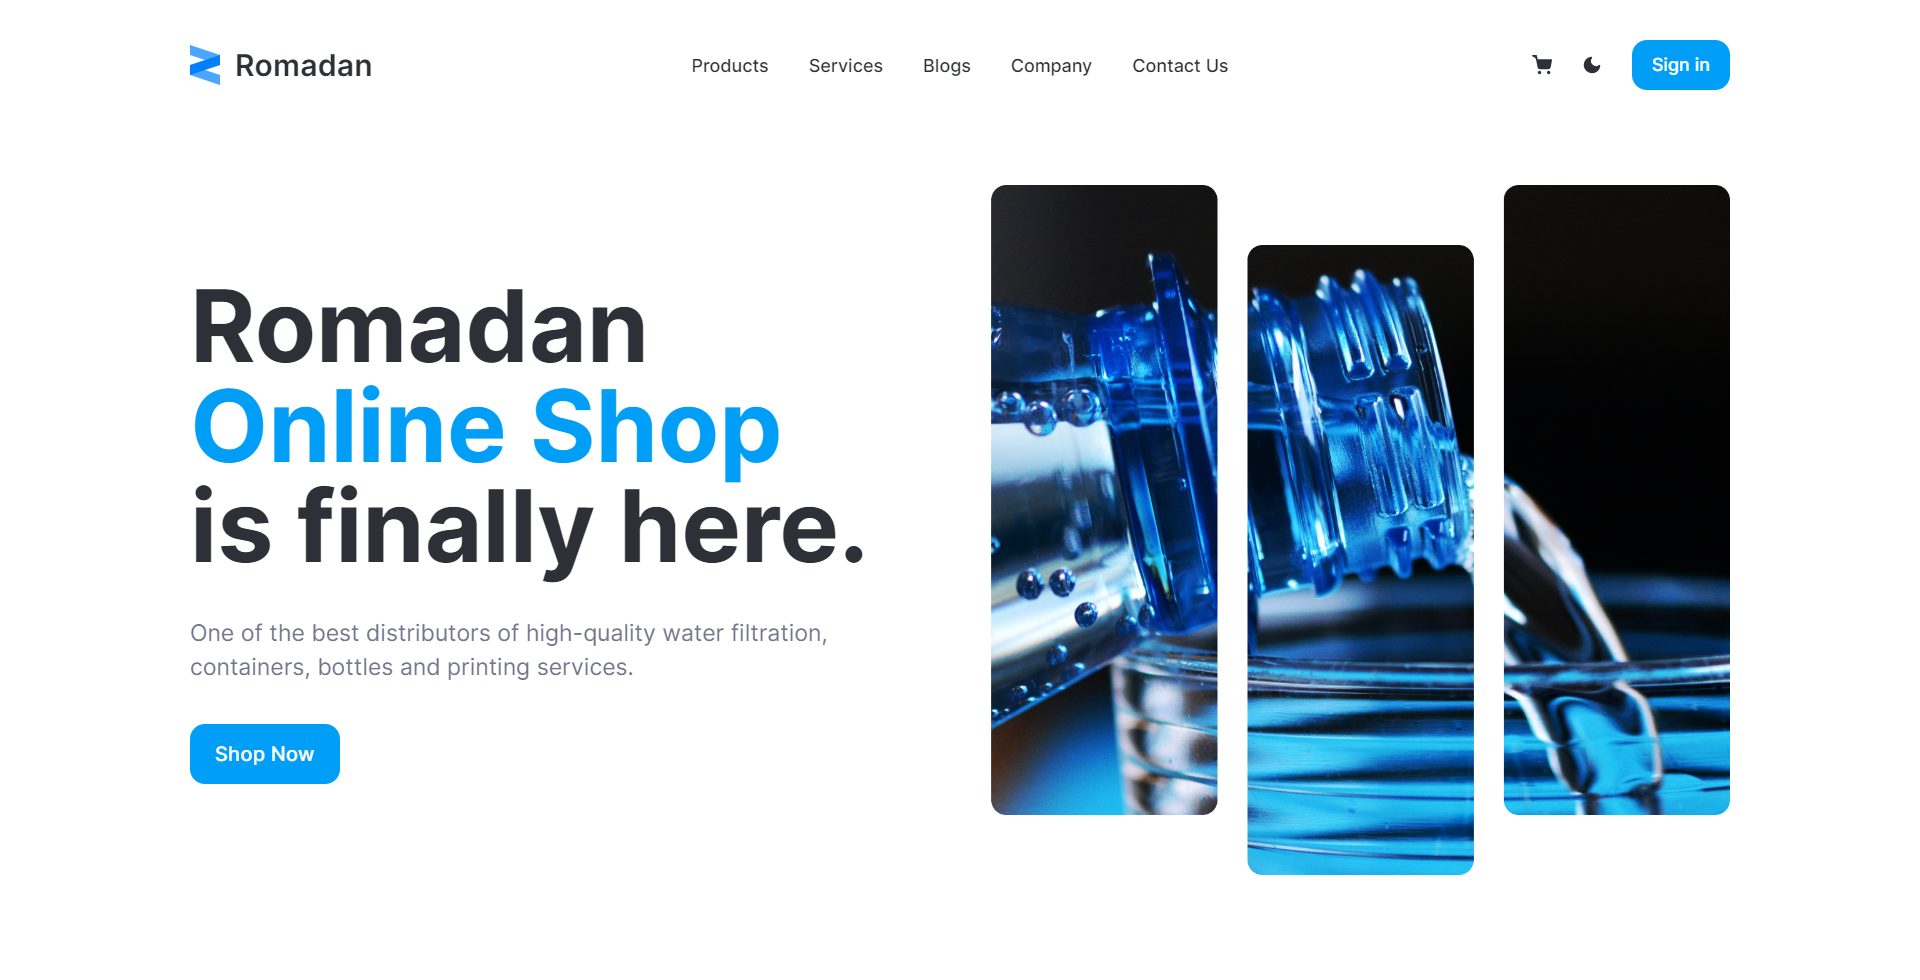 Romadan
Products
Services
Blogs
Company
Contact Us
Sign in
Romadan
Online Shop
is finally here.
One of the best distributors of high-quality water filtration,
containers, bottles and printing services.
Shop Now